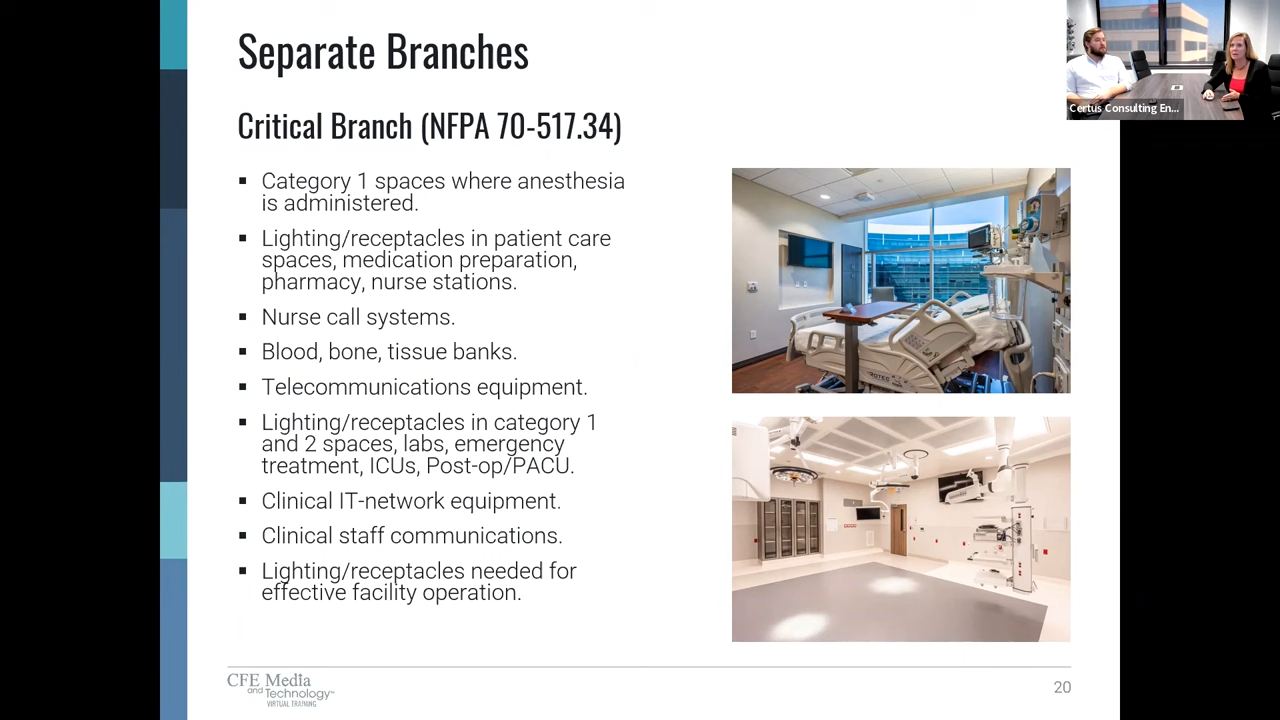 Separate Branches
Certus Consulting En...
Critical Branch (NFPA 70-517.34)
▪ Category 1 spaces where anesthesia
is administered.
▪ Lighting/receptacles in patient care
spaces, medication preparation,
pharmacy, nurse stations.
▪ Nurse call systems.
▪ Blood, bone, tissue banks.
▪ Telecommunications equipment.
▪ Lighting/receptacles in category 1
and 2 spaces, labs, emergency
treatment, ICUs, Post-op/PACU.
▪ Clinical IT-network equipment.
▪ Clinical staff communications.
▪ Lighting/receptacles needed for
effective facility operation.
CFE Media
and Technology
VIRTUAL TRAINING
20